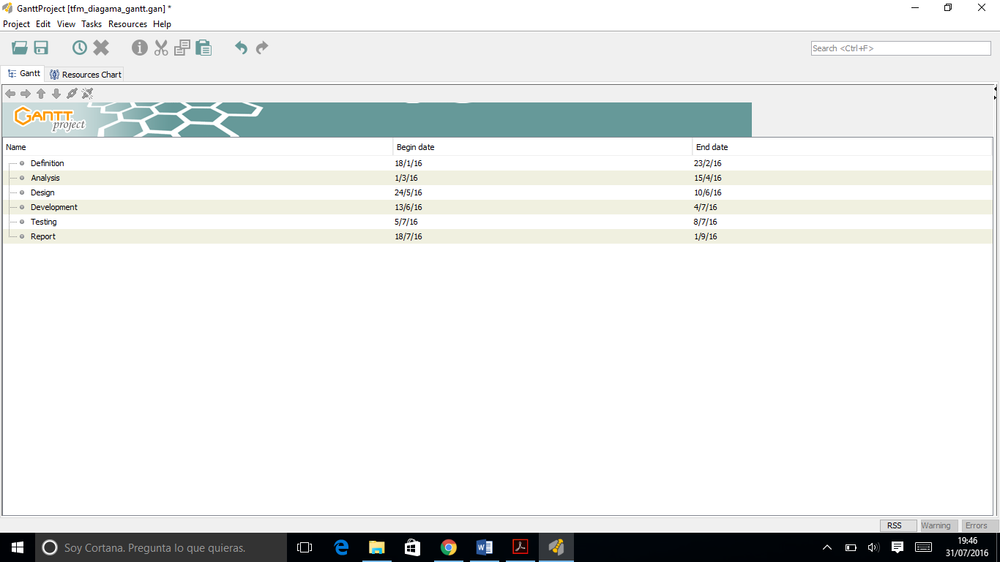 GanttProject [tfm_diagama_gantt.gan] *
Project Edit View Tasks Resources Help
Search <Ctrl+F>
Gantt Resources Chart
GANTT
project
Name Begin date End date
Definition 18/1/16 23/2/16
Analysis 1/3/16 15/4/16
Design 24/5/16 10/6/16
Development 13/6/16 4/7/16
Testing 5/7/16 8/7/16
Report 18/7/16 1/9/16
RSS Warning Errors
Soy Cortana. Pregunta lo que quieras.
19:46
31/07/2016